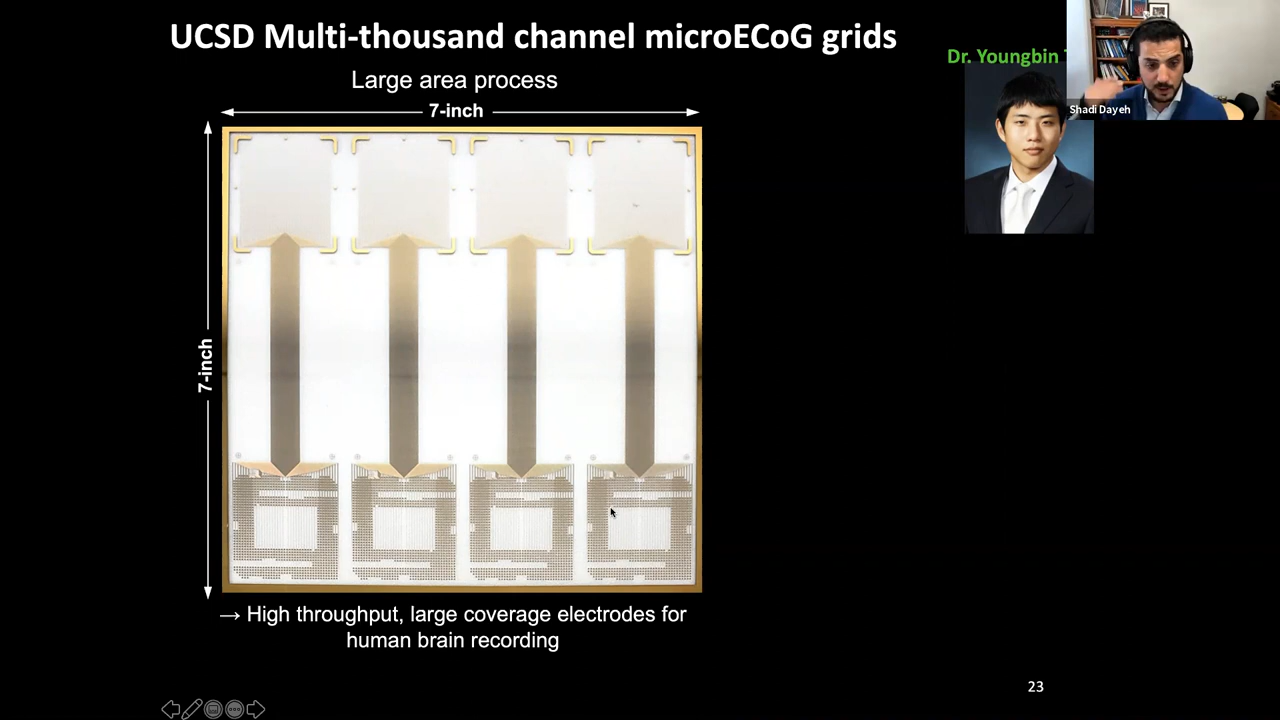 UCSD Multi-thousand channel microECoG grids
Dr. Youngbin
Shadi Dayeh
Large area process
7-inch
7-inch
→ High throughput, large coverage electrodes for
human brain recording
23